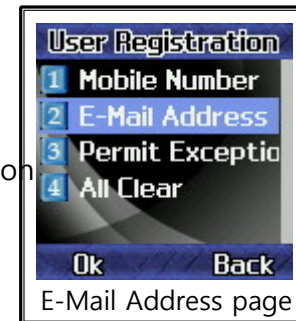 User Registration
1 Mobile Number
2 E-Mail Address
on
3 Permit Exceptio
4 All Clear
Ok Back
E-Mail Address page